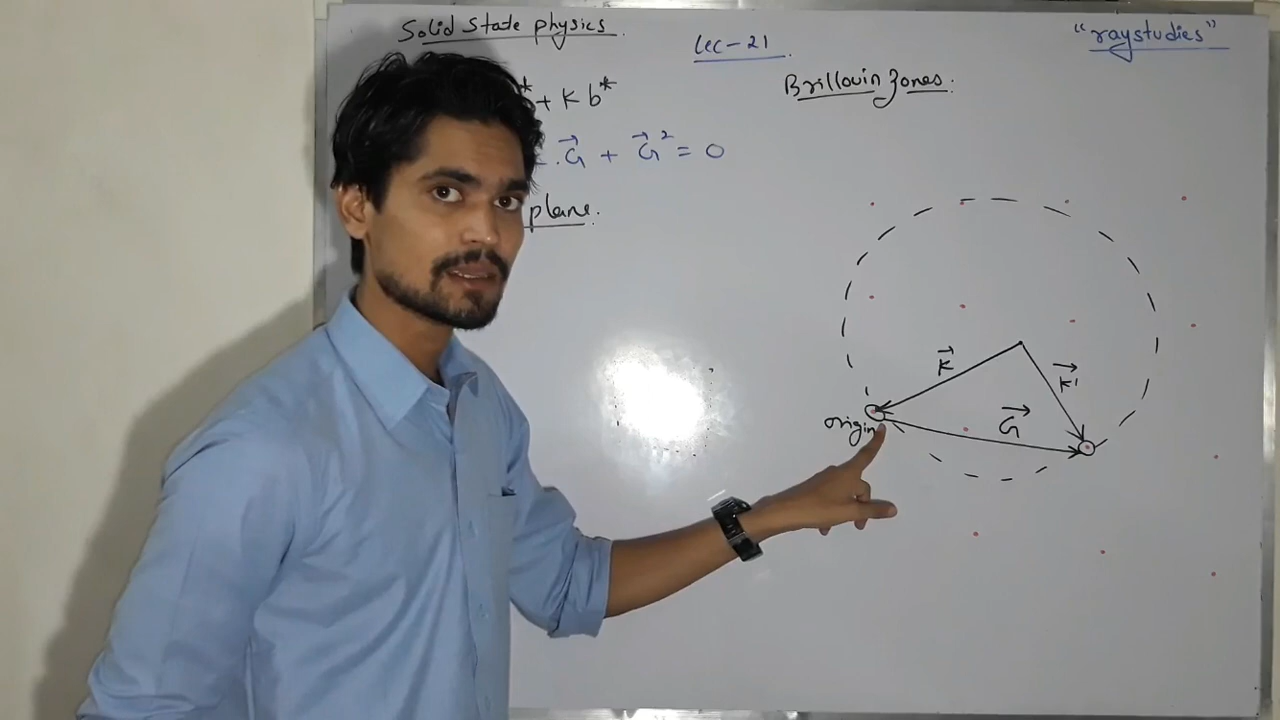 Solid State physics
Lec-21.
"raystudies"
Brillouin Zones.
* + K b*
. G⃗ + G⃗² = 0
plane.
K⃗
K⃗'
G⃗
origin